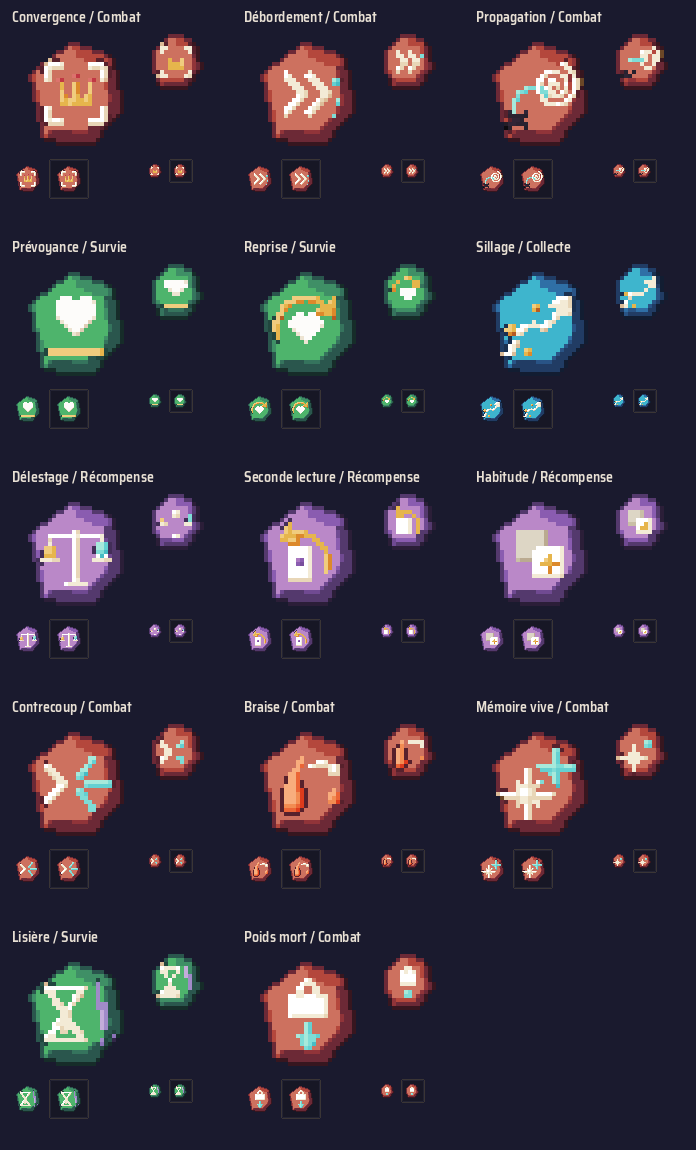 Convergence / Combat
Débordement / Combat
Propagation / Combat
Prévoyance / Survie
Reprise / Survie
Sillage / Collecte
Délestage / Récompense
Seconde lecture / Récompense
Habitude / Récompense
Contrecoup / Combat
Braise / Combat
Mémoire vive / Combat
Lisière / Survie
Poids mort / Combat